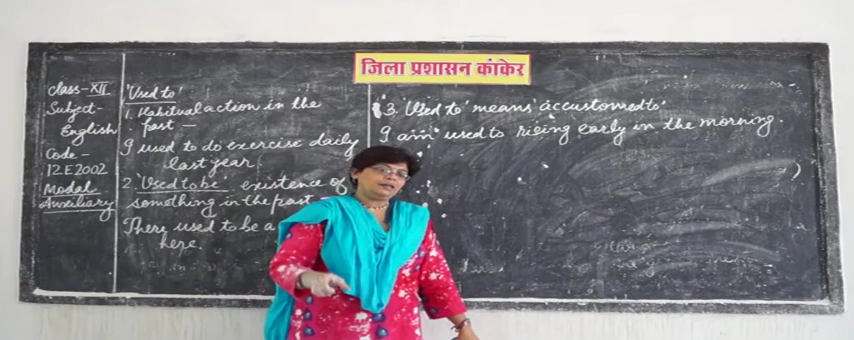 जिला प्रशासन कांकेर
Class-XII
Subject-
English
Code-
12E2002
Modal
Auxiliary
'Used to'
1. Habitual action in the
past -
I used to do exercise daily
last year.
2. 'Used to be' existence of
something in the past
There used to be a
here.
3. 'Used to' means 'accustomed to'
I am used to rising early in the morning.